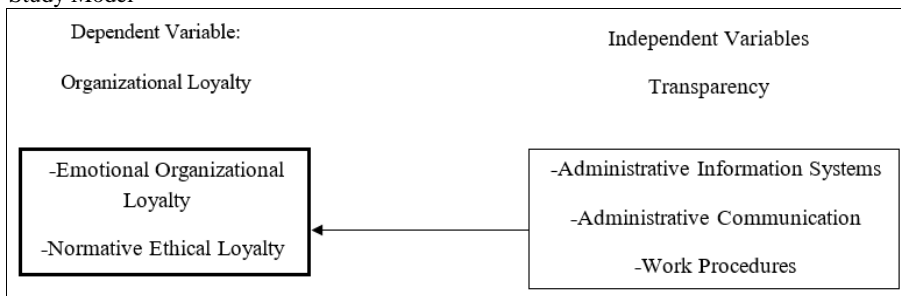 Study Model
Dependent Variable:
Organizational Loyalty
Independent Variables
Transparency
-Emotional Organizational
Loyalty
-Normative Ethical Loyalty
-Administrative Information Systems
-Administrative Communication
-Work Procedures